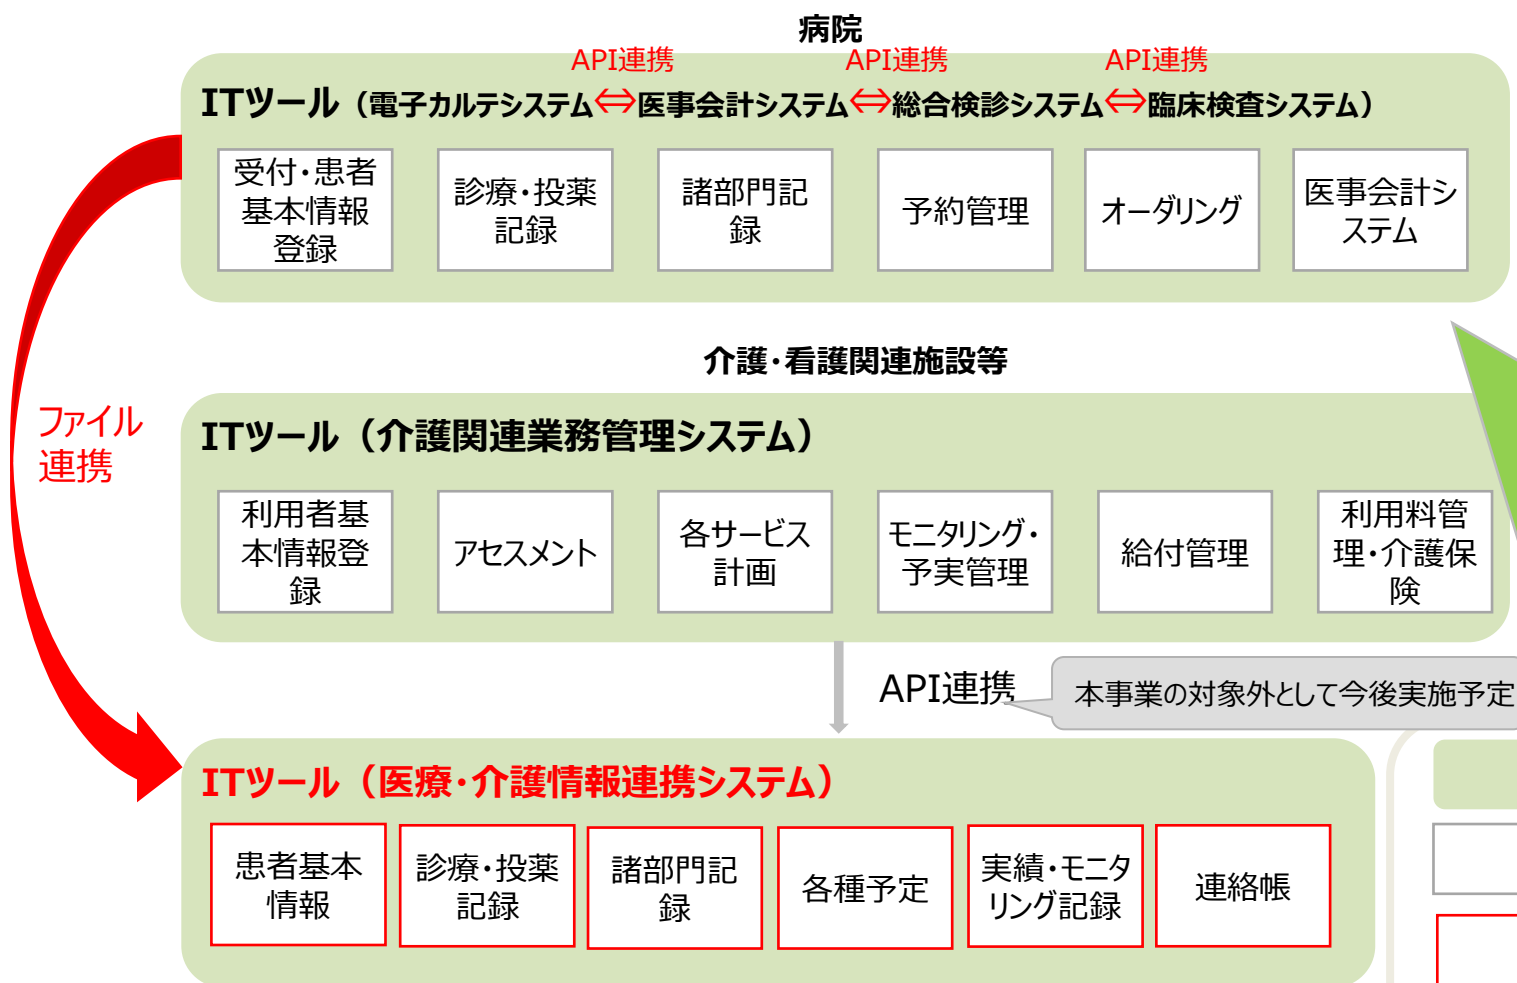 病院
API連携
API連携
API連携
ITツール（電子カルテシステム⇔医事会計システム⇔総合検診システム⇔臨床検査システム）
受付・患者
基本情報
登録
診療・投薬
記録
諸部門記
録
予約管理
オーダリング
医事会計シ
ステム
介護・看護関連施設等
ファイル
連携
ITツール（介護関連業務管理システム）
利用者基
本情報登
録
アセスメント
各サービス
計画
モニタリング・
予実管理
給付管理
利用料管
理・介護保
険
API連携
本事業の対象外として今後実施予定
ITツール（医療・介護情報連携システム）
患者基本
情報
診療・投薬
記録
諸部門記
録
各種予定
実績・モニタ
リング記録
連絡帳